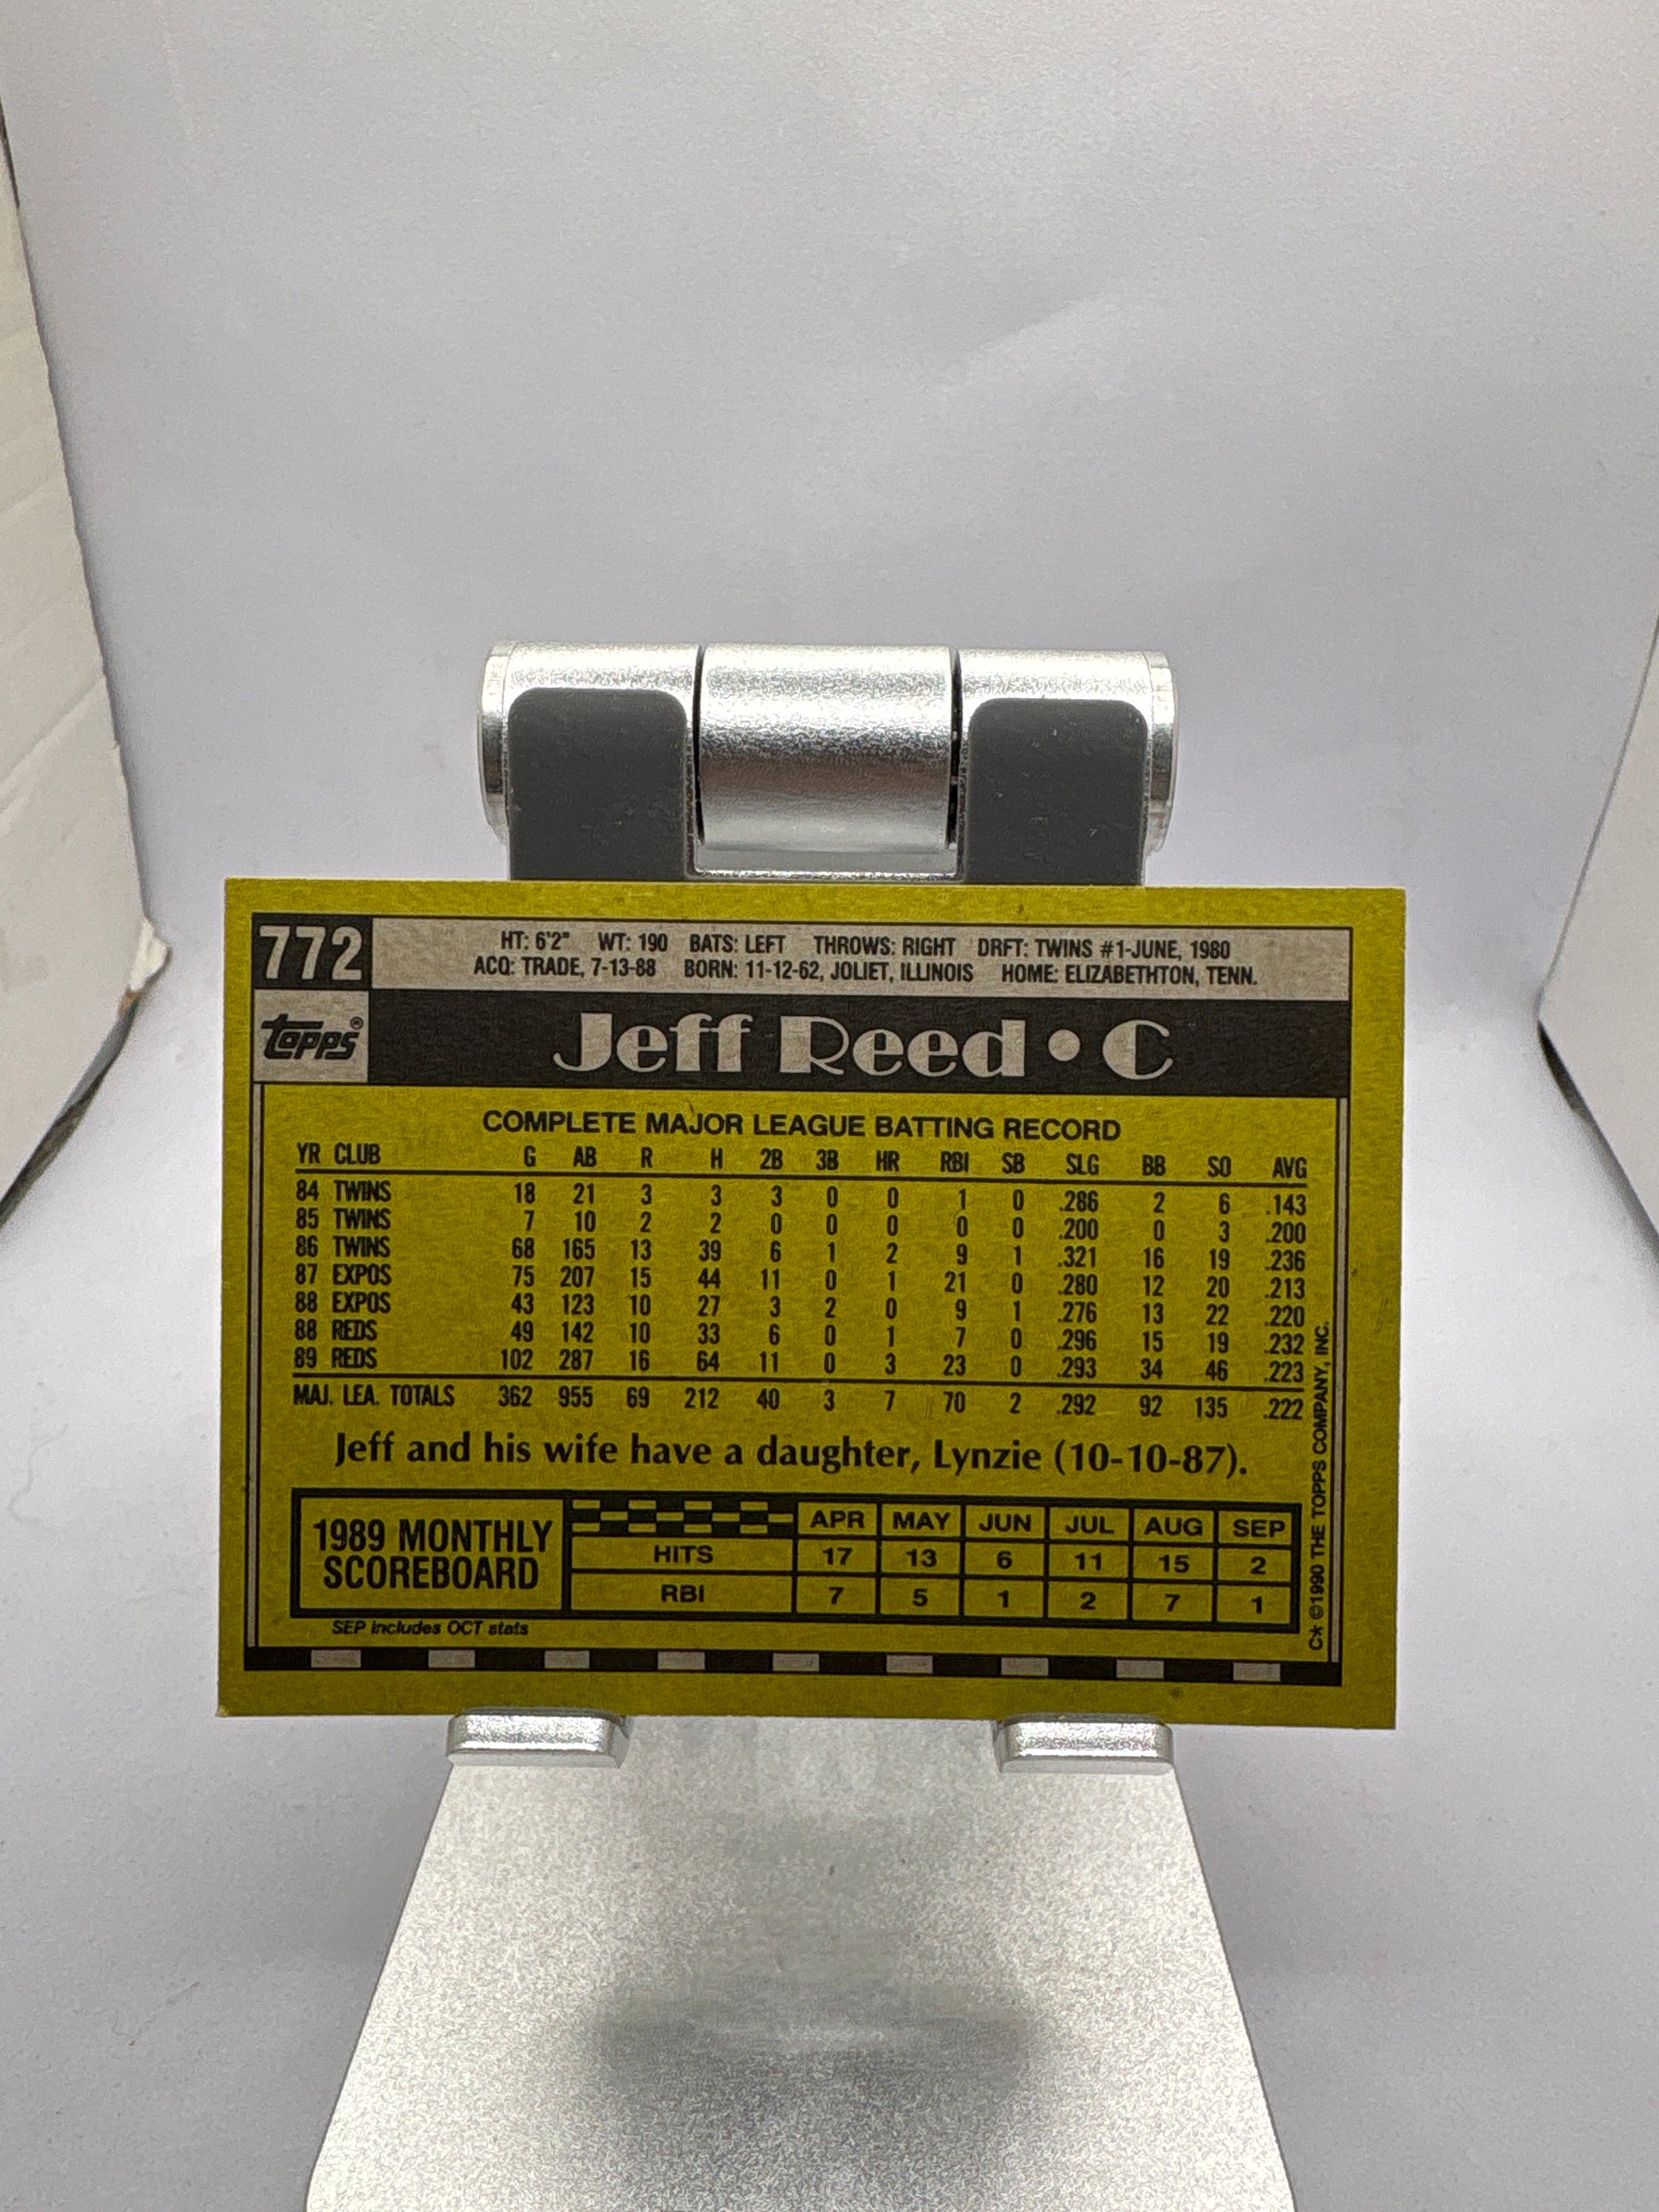 772
HT: 6'2" WT: 190 BATS: LEFT THROWS: RIGHT DRFT: TWINS #1-JUNE, 1980
ACQ: TRADE, 7-13-88 BORN: 11-12-62, JOLIET, ILLINOIS HOME: ELIZABETHTON, TENN.
topps®
Jeff Reed • C
COMPLETE MAJOR LEAGUE BATTING RECORD
YR CLUB G AB R H 2B 3B HR RBI SB SLG BB SO AVG
84 TWINS 18 21 3 3 3 0 0 1 0 .286 2 6 .143
85 TWINS 7 10 2 2 0 0 0 0 0 .200 0 3 .200
86 TWINS 68 165 13 39 6 1 2 9 1 .321 16 19 .236
87 EXPOS 75 207 15 44 11 0 1 21 0 .280 12 20 .213
88 EXPOS 43 123 10 27 3 2 0 9 1 .276 13 22 .220
88 REDS 49 142 10 33 6 0 1 7 0 .296 15 19 .232
89 REDS 102 287 16 64 11 0 3 23 0 .293 34 46 .223
MAJ. LEA. TOTALS 362 955 69 212 40 3 7 70 2 .292 92 135 .222
Jeff and his wife have a daughter, Lynzie (10-10-87).
1989 MONTHLY
SCOREBOARD
APR MAY JUN JUL AUG SEP
HITS 17 13 6 11 15 2
RBI 7 5 1 2 7 1
SEP includes OCT stats
C* ©1990 THE TOPPS COMPANY, INC.